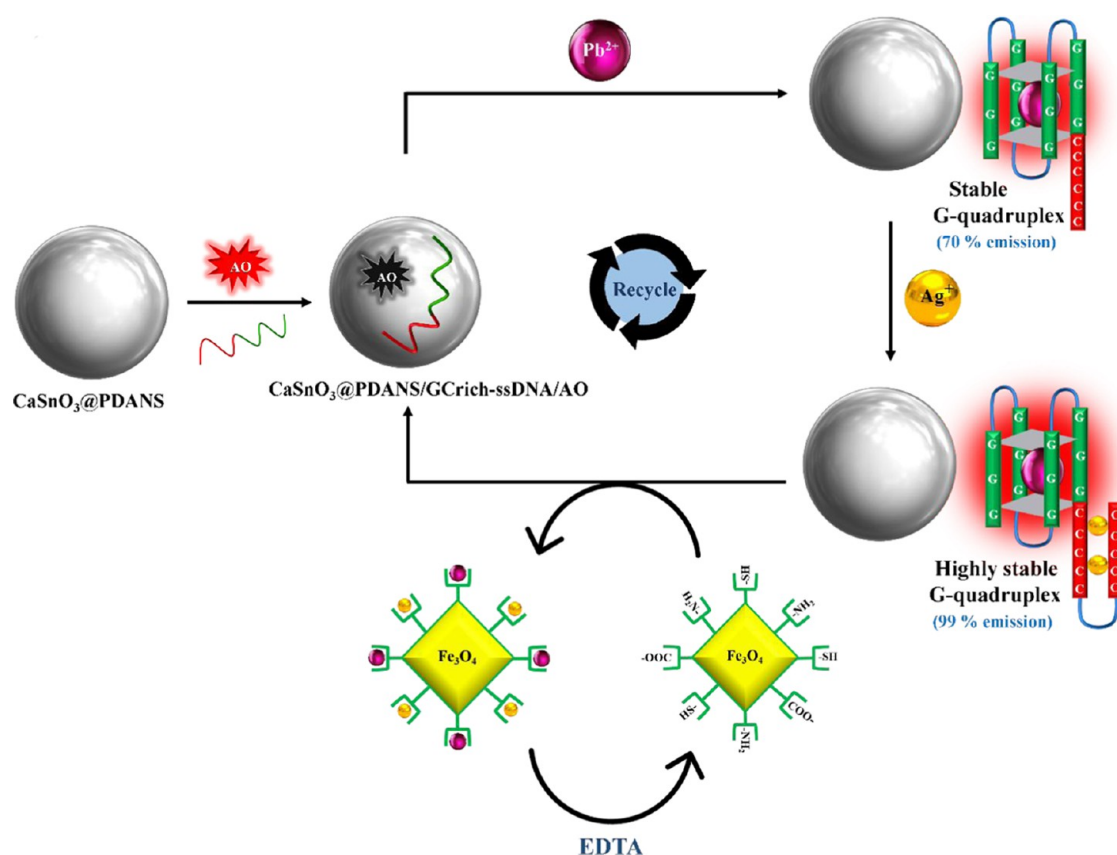 Pb²⁺
G G G G
G G G G
G G G G
C
C
C
C
C
C
Stable
G-quadruplex
(70 % emission)
AO
AO
Recycle
Ag⁺
CaSnO₃@PDANS
CaSnO₃@PDANS/GCrich-ssDNA/AO
G G G G
G G G G
G G G G
C C
C C
C C
C C
C C
Highly stable
G-quadruplex
(99 % emission)
Fe₃O₄
-SH
H₂N-
-NH₂
-OOC
Fe₃O₄
-SH
HS-
COO-
-NH₂
EDTA